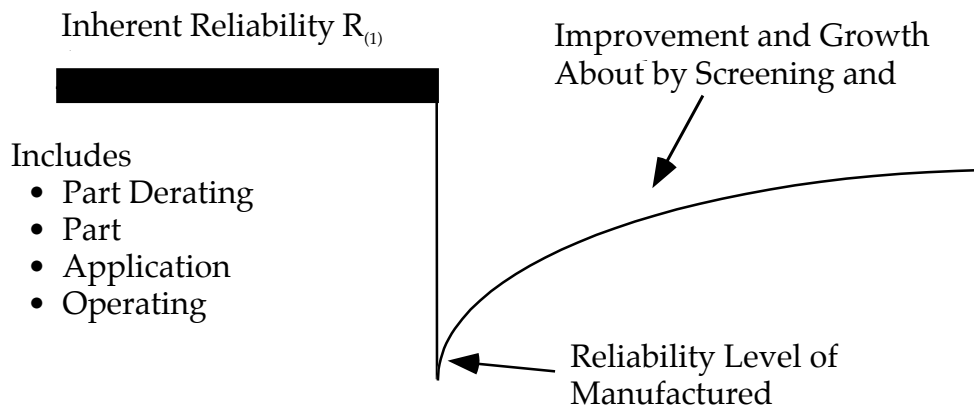 Inherent Reliability R(1)
Improvement and Growth
About by Screening and
Includes
• Part Derating
• Part
• Application
• Operating
Reliability Level of
Manufactured